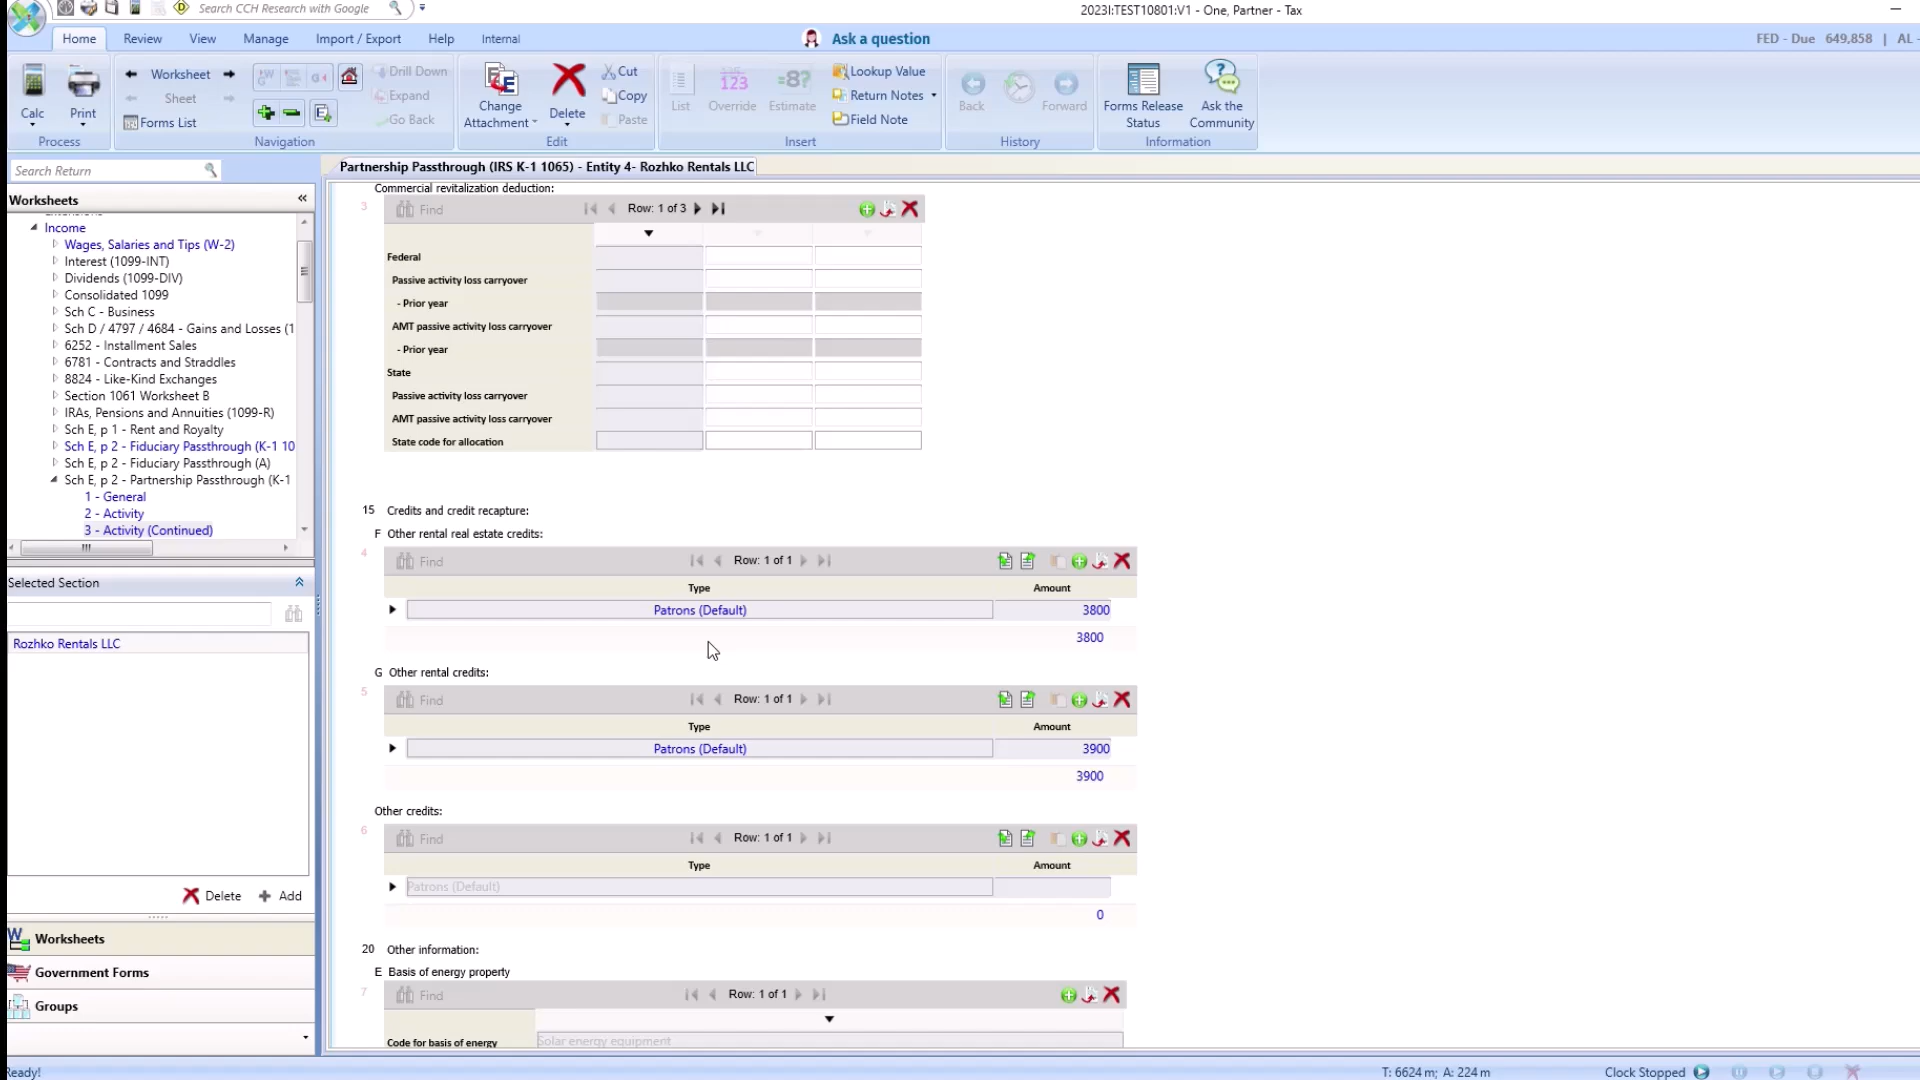 Search CCH Research with Google
2023I:TEST10801:V1 - One, Partner - Tax
Home
Review
View
Manage
Import / Export
Help
Internal
Ask a question
FED - Due 649,858 | AL -
Calc
Print
Process
Worksheet
Sheet
Forms List
Drill Down
Expand
Go Back
Navigation
Change
Attachment
Delete
Cut
Copy
Paste
Edit
List
123
Override
=8?
Estimate
Lookup Value
Return Notes
Field Note
Insert
Back
Forward
History
Forms Release
Status
Ask the
Community
Information
Search Return
Worksheets
Income
Wages, Salaries and Tips (W-2)
Interest (1099-INT)
Dividends (1099-DIV)
Consolidated 1099
Sch C - Business
Sch D / 4797 / 4684 - Gains and Losses (1
6252 - Installment Sales
6781 - Contracts and Straddles
8824 - Like-Kind Exchanges
Section 1061 Worksheet B
IRAs, Pensions and Annuities (1099-R)
Sch E, p 1 - Rent and Royalty
Sch E, p 2 - Fiduciary Passthrough (K-1 10
Sch E, p 2 - Fiduciary Passthrough (A)
Sch E, p 2 - Partnership Passthrough (K-1
1 - General
2 - Activity
3 - Activity (Continued)
Selected Section
Rozhko Rentals LLC
Delete
Add
Worksheets
Government Forms
Groups
Partnership Passthrough (IRS K-1 1065) - Entity 4- Rozhko Rentals LLC
Commercial revitalization deduction:
3 Find Row: 1 of 3
Federal
Passive activity loss carryover
- Prior year
AMT passive activity loss carryover
- Prior year
State
Passive activity loss carryover
AMT passive activity loss carryover
State code for allocation
15 Credits and credit recapture:
F Other rental real estate credits:
4 Find Row: 1 of 1
Type Amount
Patrons (Default) 3800
3800
G Other rental credits:
5 Find Row: 1 of 1
Type Amount
Patrons (Default) 3900
3900
Other credits:
6 Find Row: 1 of 1
Type Amount
Patrons (Default)
0
20 Other information:
E Basis of energy property
7 Find Row: 1 of 1
Code for basis of energy Solar energy equipment
Ready!
T: 6624 m; A: 224 m
Clock Stopped